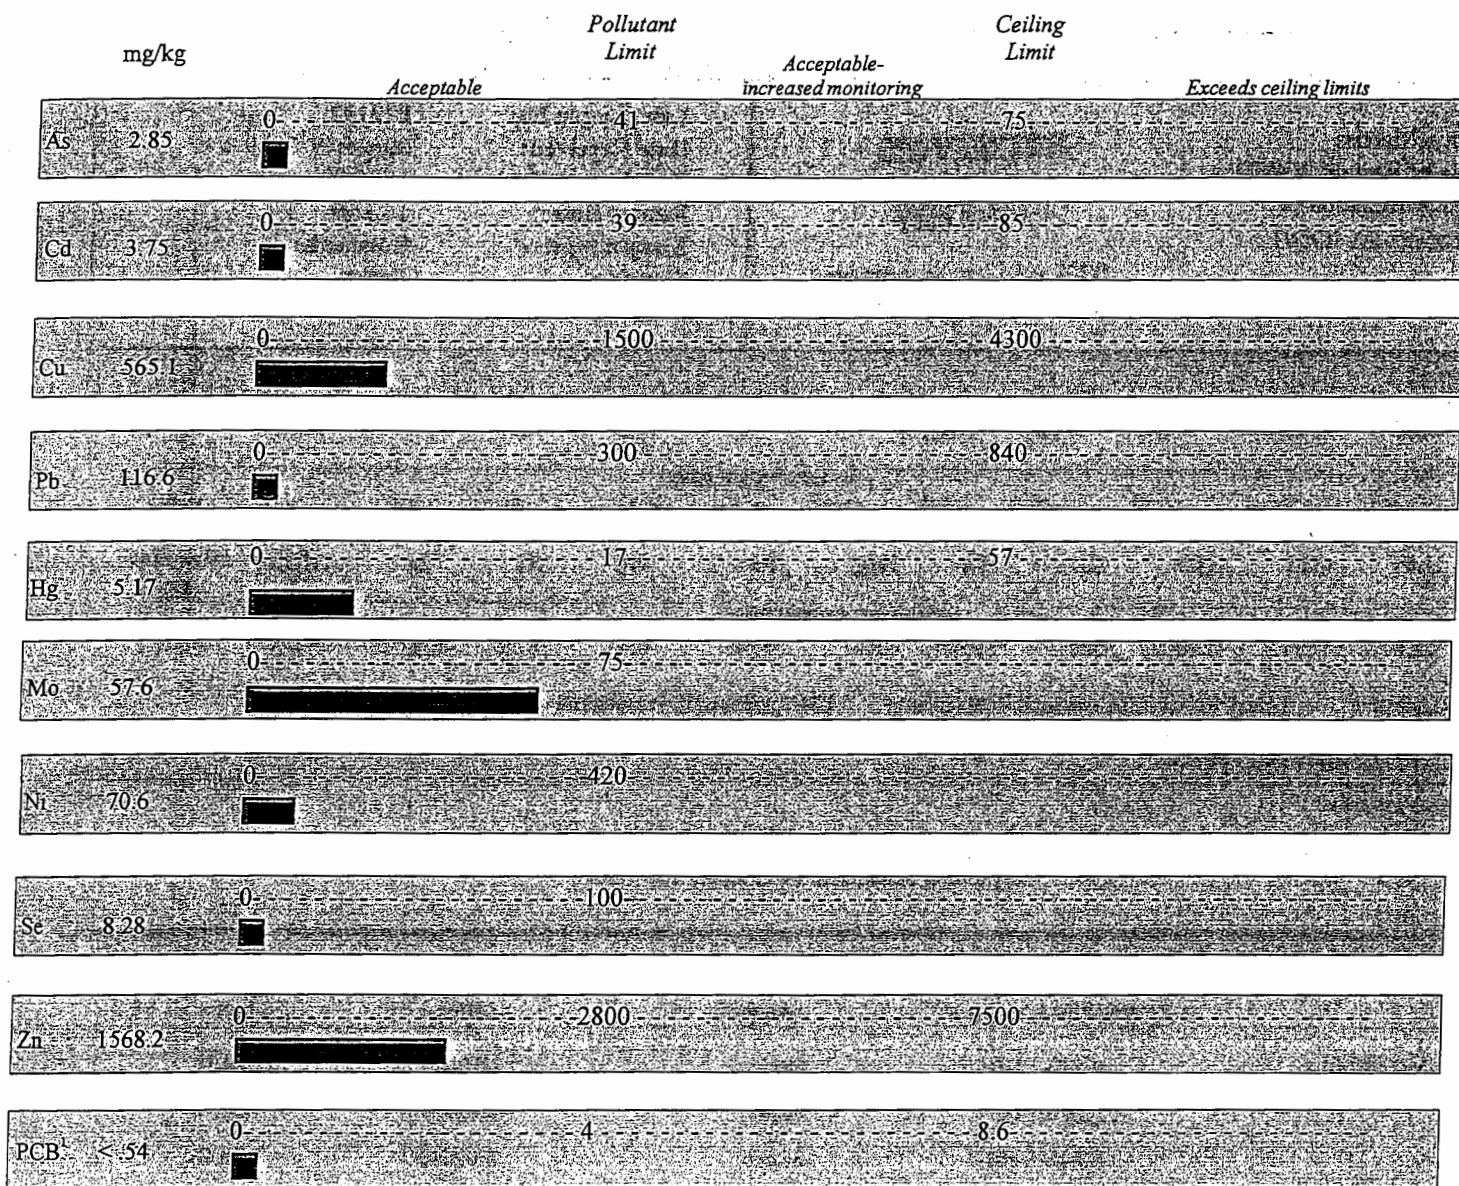 mg/kg
Pollutant
Limit
Ceiling
Limit
Acceptable
Acceptable-
increased monitoring
Exceeds ceiling limits
0 41 75
As 2.85
0 39 85
Cd 3.75
0 1500 4300
Cu 565.1
0 300 840
Pb 116.6
0 17 57
Hg 5.17
0 75
Mo 57.6
0 420
Ni 70.6
0 100
Se 8.28
0 2800 7500
Zn 1568.2
0 4 8.6
PCB¹ < .54